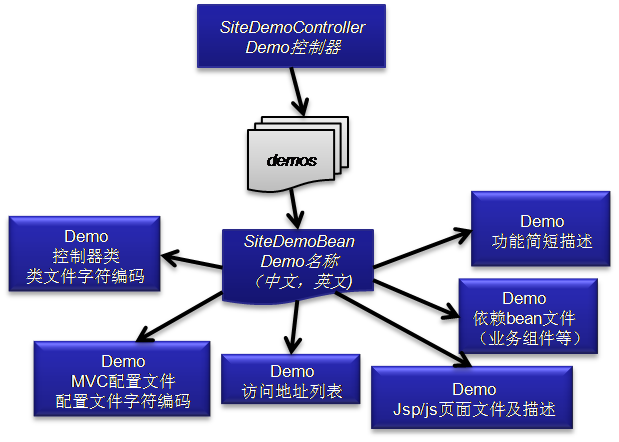 SiteDemoController
Demo控制器
demos
SiteDemoBean
Demo名称
（中文，英文)
Demo
控制器类
类文件字符编码
Demo
功能简短描述
Demo
依赖bean文件
（业务组件等）
Demo
MVC配置文件
配置文件字符编码
Demo
访问地址列表
Demo
Jsp/js页面文件及描述